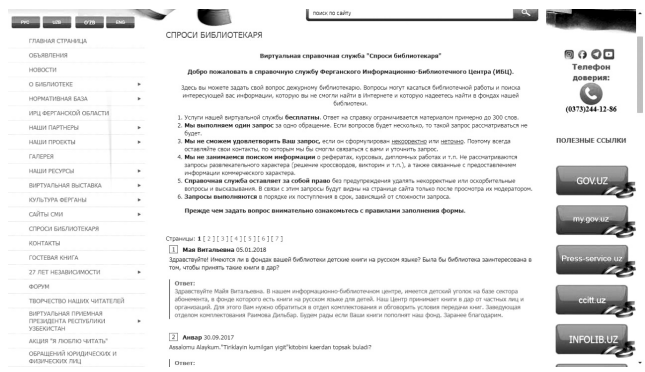 РУС ЎЗБ O'ZB ENG
поиск по сайту
ГЛАВНАЯ СТРАНИЦА
ОБЪЯВЛЕНИЯ
НОВОСТИ
О БИБЛИОТЕКЕ
НОРМАТИВНАЯ БАЗА
ИРЦ ФЕРГАНСКОЙ ОБЛАСТИ
НАШИ ПАРТНЕРЫ
НАШИ ПРОЕКТЫ
ГАЛЕРЕЯ
НАШИ РЕСУРСЫ
ВИРТУАЛЬНАЯ ВЫСТАВКА
КУЛЬТУРА ФЕРГАНЫ
САЙТЫ СМИ
СПРОСИ БИБЛИОТЕКАРЯ
КОНТАКТЫ
ГОСТЕВАЯ КНИГА
27 ЛЕТ НЕЗАВИСИМОСТИ
ФОРУМ
ТВОРЧЕСТВО НАШИХ ЧИТАТЕЛЕЙ
ВИРТУАЛЬНАЯ ПРИЕМНАЯ
ПРЕЗИДЕНТА РЕСПУБЛИКИ
УЗБЕКИСТАН
АКЦИЯ "Я ЛЮБЛЮ ЧИТАТЬ"
ОБРАЩЕНИЙ ЮРИДИЧЕСКИХ И
ФИЗИЧЕСКИХ ЛИЦ
СПРОСИ БИБЛИОТЕКАРЯ
Виртуальная справочная служба "Спроси библиотекаря"
Добро пожаловать в справочную службу Ферганского Информационно-Библиотечного Центра (ИБЦ).
Здесь вы можете задать свой вопрос дежурному библиотекарю. Вопросы могут касаться библиотечной работы и поиска
интересующей вас информации, которую вы не смогли найти в Интернете и которую надеетесь найти в фондах нашей
библиотеки.
1. Услуги нашей виртуальной службы бесплатны. Ответ на справку ограничивается материалом примерно до 300 слов.
2. Мы выполняем один запрос за одно обращение. Если вопросов будет несколько, то такой запрос рассматриваться не
будет.
3. Мы не сможем удовлетворить Ваш запрос, если он сформулирован некорректно или неточно. Поэтому всегда
оставляйте свои контакты, по которым мы бы смогли связаться с вами и уточнить запрос.
4. Мы не занимаемся поиском информации о рефератах, курсовых, дипломных работах и т.п. Не рассматриваются
запросы развлекательного характера (решение кроссвордов, викторин и т.п.), а также связанные с предоставлением
информации коммерческого характера.
5. Справочная служба оставляет за собой право без предупреждения удалять некорректные или оскорбительные
вопросы и высказывания. В связи с этим запросы будут видны на странице сайта только после просмотра их модератором.
6. Запросы выполняются в порядке их поступления в срок, зависящий от сложности запроса.
Прежде чем задать вопрос внимательно ознакомьтесь с правилами заполнения формы.
Страницы: 1 [ 2 ] [ 3 ] [ 4 ] [ 5 ] [ 6 ] [ 7 ]
1 Мая Витальевна 05.01.2018
Здравствуйте! Имеются ли в фондах вашей библиотеки детские книги на русском языке? Была бы библиотека заинтересована в
том, чтобы принять такие книги в дар?
Ответ:
Здравствуйте Майя Витальевна. В нашем информационно-библиотечном центре, имеется детский уголок на базе сектора
абонемента, в фонде которого есть книги на русском языке для детей. Наш Центр принимает книги в дар от частных лиц и
организаций. Для этого Вам нужно обратиться в отдел комплектования и обговорить условия передачи книг. Заведующая
отделом комплектования Раимова Дильбар. Будем рады если Ваши книги пополнят наш фонд. Заранее благодарим.
2 Анвар 30.09.2017
Assalomu Alaykum."Tiriklayin kumilgan yigit"kitobini kaerdan topsak buladi?
Ответ:
Телефон
доверия:
(0373)244-12-86
ПОЛЕЗНЫЕ ССЫЛКИ
GOV.UZ
my.gov.uz
Press-service.uz
ccitt.uz
INFOLIB.UZ